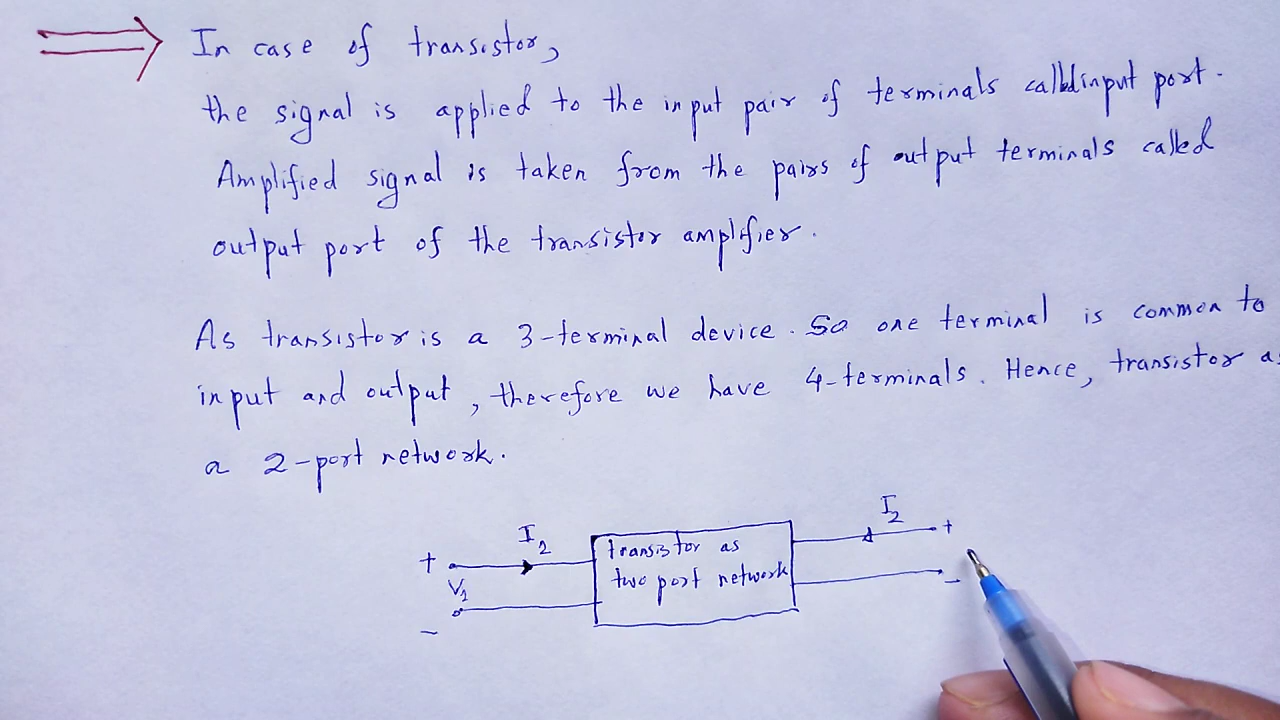 In case of transistor,
the signal is applied to the input pair of terminals called input port.
Amplified signal is taken from the pairs of output terminals called
output port of the transistor amplifier.
As transistor is a 3-terminal device. So one terminal is common to
input and output, therefore we have 4-terminals. Hence, transistor as
a 2-port network.
I2
I2
+
transistor as
+
V1
two port network
-
-